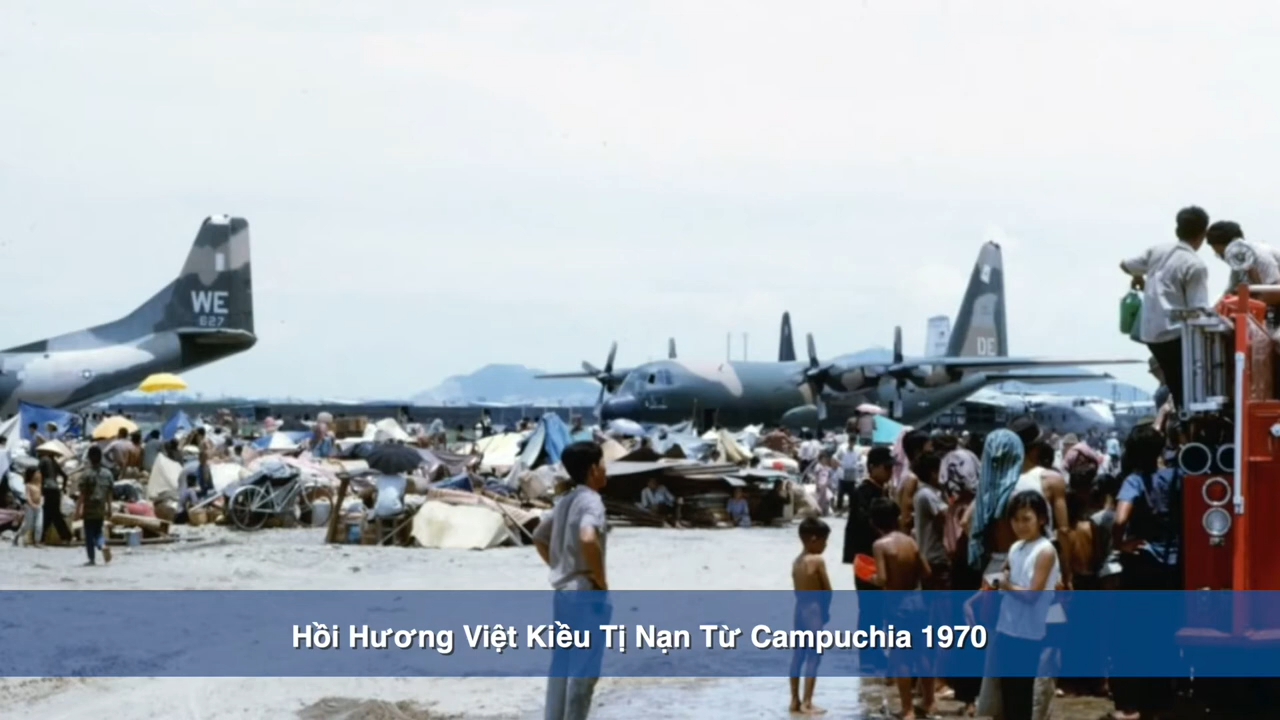 WE
627
DE
Hồi Hương Việt Kiều Tị Nạn Từ Campuchia 1970